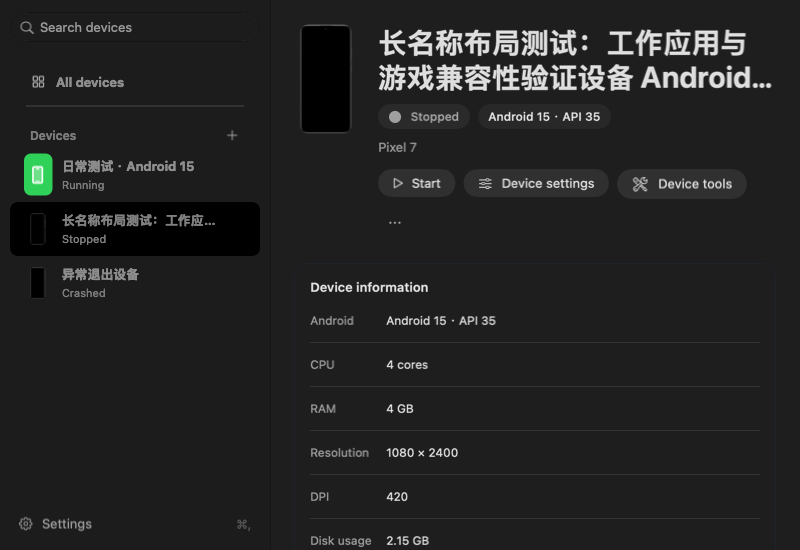 Search devices
All devices
Devices
日常测试 · Android 15
Running
长名称布局测试：工作应...
Stopped
异常退出设备
Crashed
Settings
⌘,
长名称布局测试：工作应用与
游戏兼容性验证设备 Android...
Stopped
Android 15 · API 35
Pixel 7
Start
Device settings
Device tools
...
Device information
Android
Android 15 · API 35
CPU
4 cores
RAM
4 GB
Resolution
1080 × 2400
DPI
420
Disk usage
2.15 GB